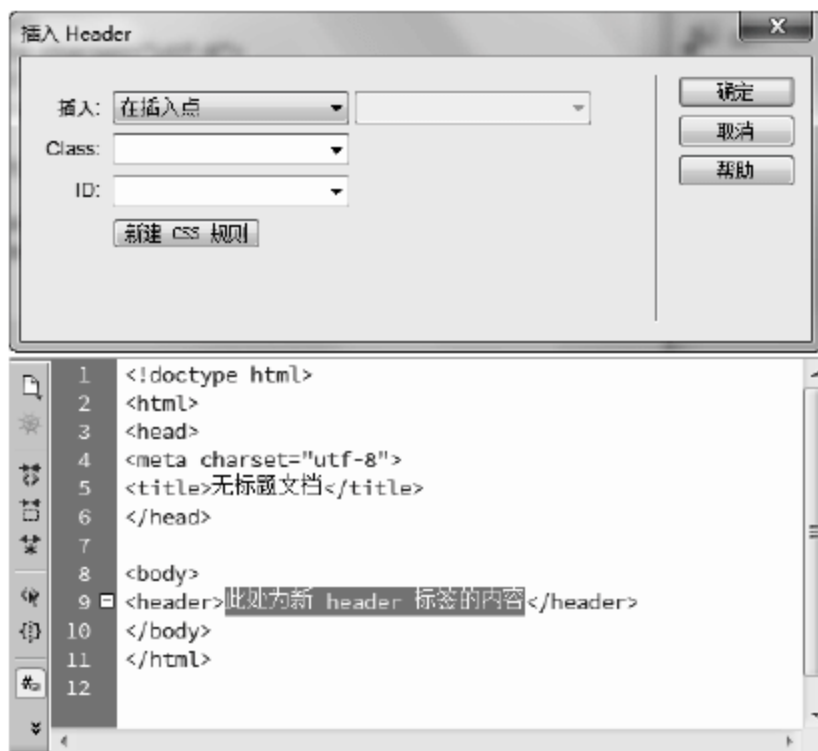 插入 Header
插入: 在插入点
确定
Class:
取消
ID:
帮助
新建 CSS 规则
1 <!doctype html>
2 <html>
3 <head>
4 <meta charset="utf-8">
5 <title>无标题文档</title>
6 </head>
7
8 <body>
9 <header>此处为新 header 标签的内容</header>
10 </body>
11 </html>
12